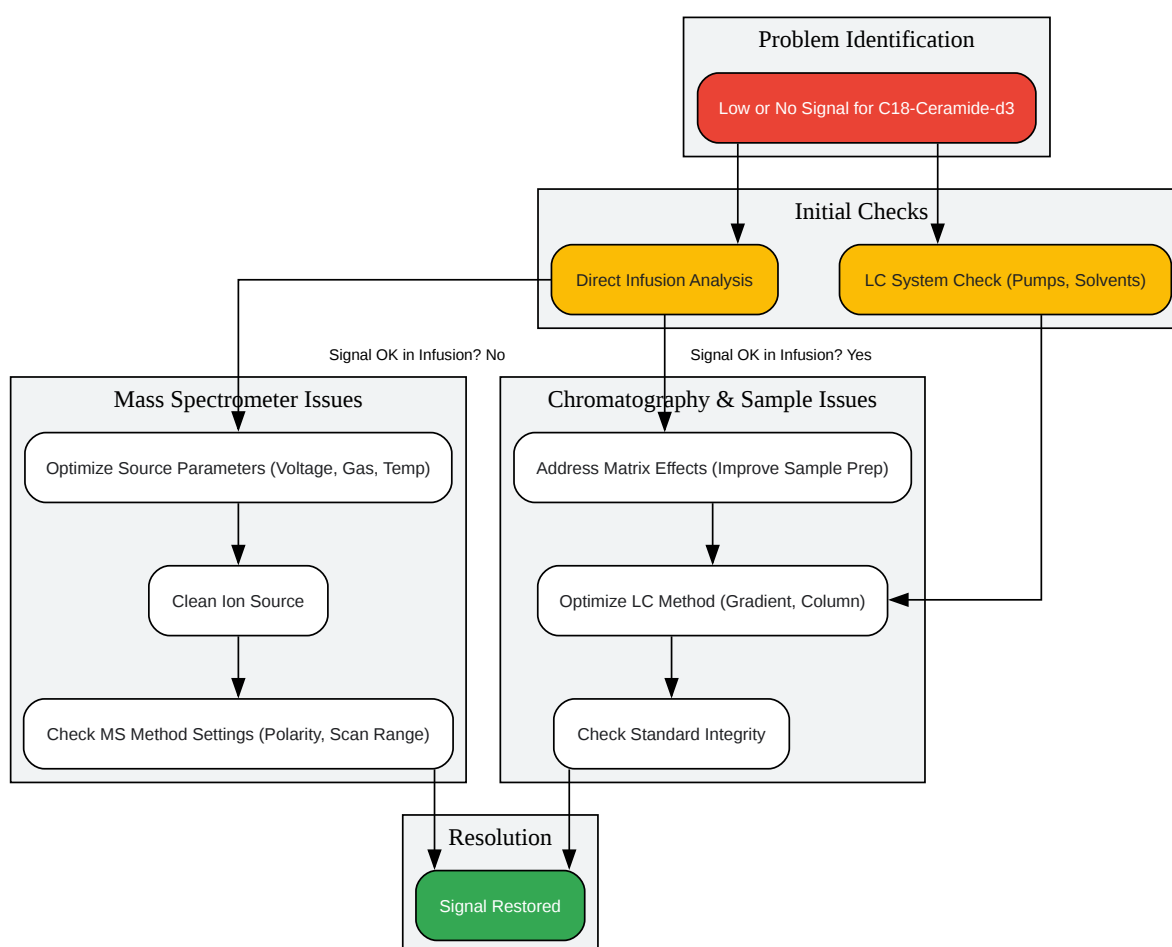 Problem Identification
Low or No Signal for C18-Ceramide-d3
Initial Checks
Direct Infusion Analysis
LC System Check (Pumps, Solvents)
Signal OK in Infusion? No
Signal OK in Infusion? Yes
Mass Spectrometer Issues
Chromatography & Sample Issues
Optimize Source Parameters (Voltage, Gas, Temp)
Address Matrix Effects (Improve Sample Prep)
Clean Ion Source
Optimize LC Method (Gradient, Column)
Check MS Method Settings (Polarity, Scan Range)
Check Standard Integrity
Resolution
Signal Restored